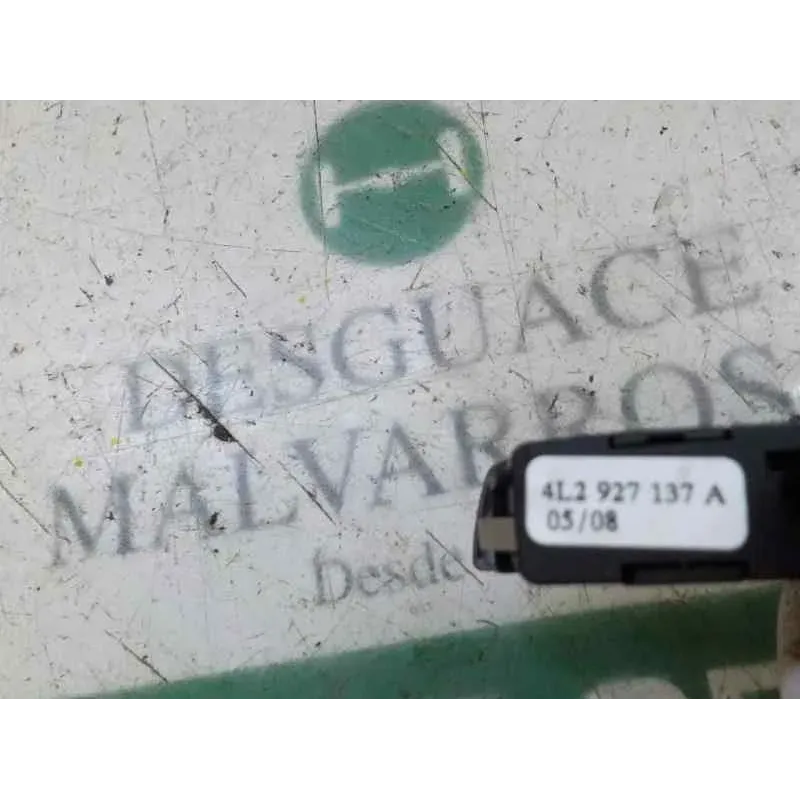 DESGUACE
MALVARROS
Desde
4L2 927 137 A
05/08